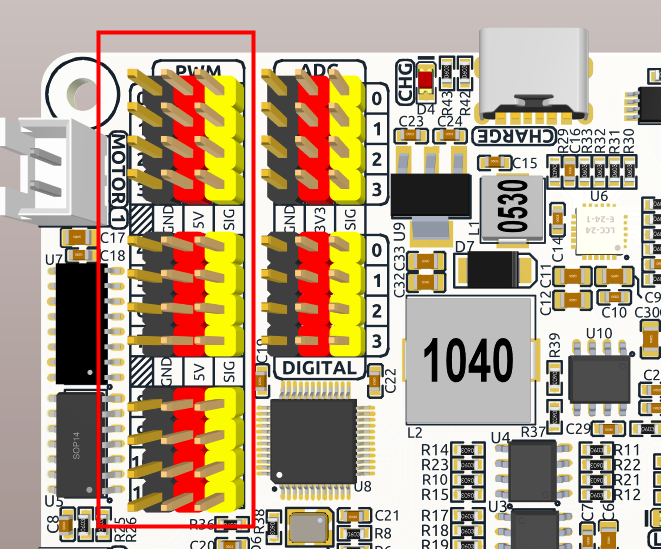 PWM
ADC
CHG
D4
R43
R42
C23
C24
CHARGE
R29
C16
R33
R32
R31
R30
0
1
2
3
MOTOR 1
C15
U6
LCC-24
E-24-1
0530
L1
U9
C14
GND
5V
SIG
GND
3V3
SIG
C17
C18
U7
D7
C33
C32
C11
C12
C10
C9
C30
0
1
2
3
1040
U10
R39
GND
5V
SIG
DIGITAL
C19
C22
L2
SOP14
U5
C8
R25
R26
U8
R36
R38
C20
D6
C21
R8
R37
C29
U4
R14
R23
R10
R15
R17
R18
R19
U3
R11
R22
R21
R12
C7
C6